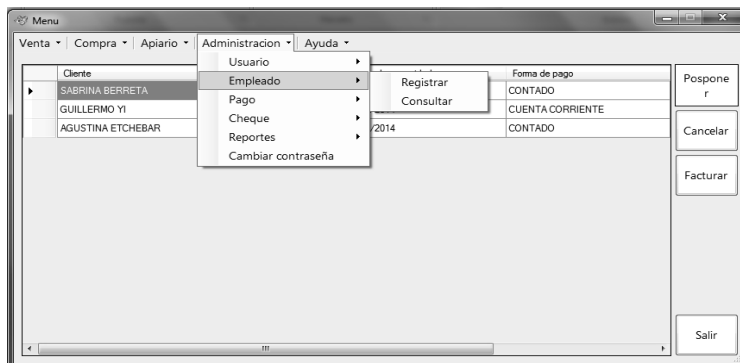 Menu
Venta Compra Apiario Administracion Ayuda
Usuario
Empleado
Pago
Cheque
Reportes
Cambiar contraseña
Registrar
Consultar
Cliente Forma de pago
SABRINA BERRETA CONTADO
GUILLERMO YI CUENTA CORRIENTE
AGUSTINA ETCHEBAR /2014 CONTADO
Pospone
r
Cancelar
Facturar
Salir